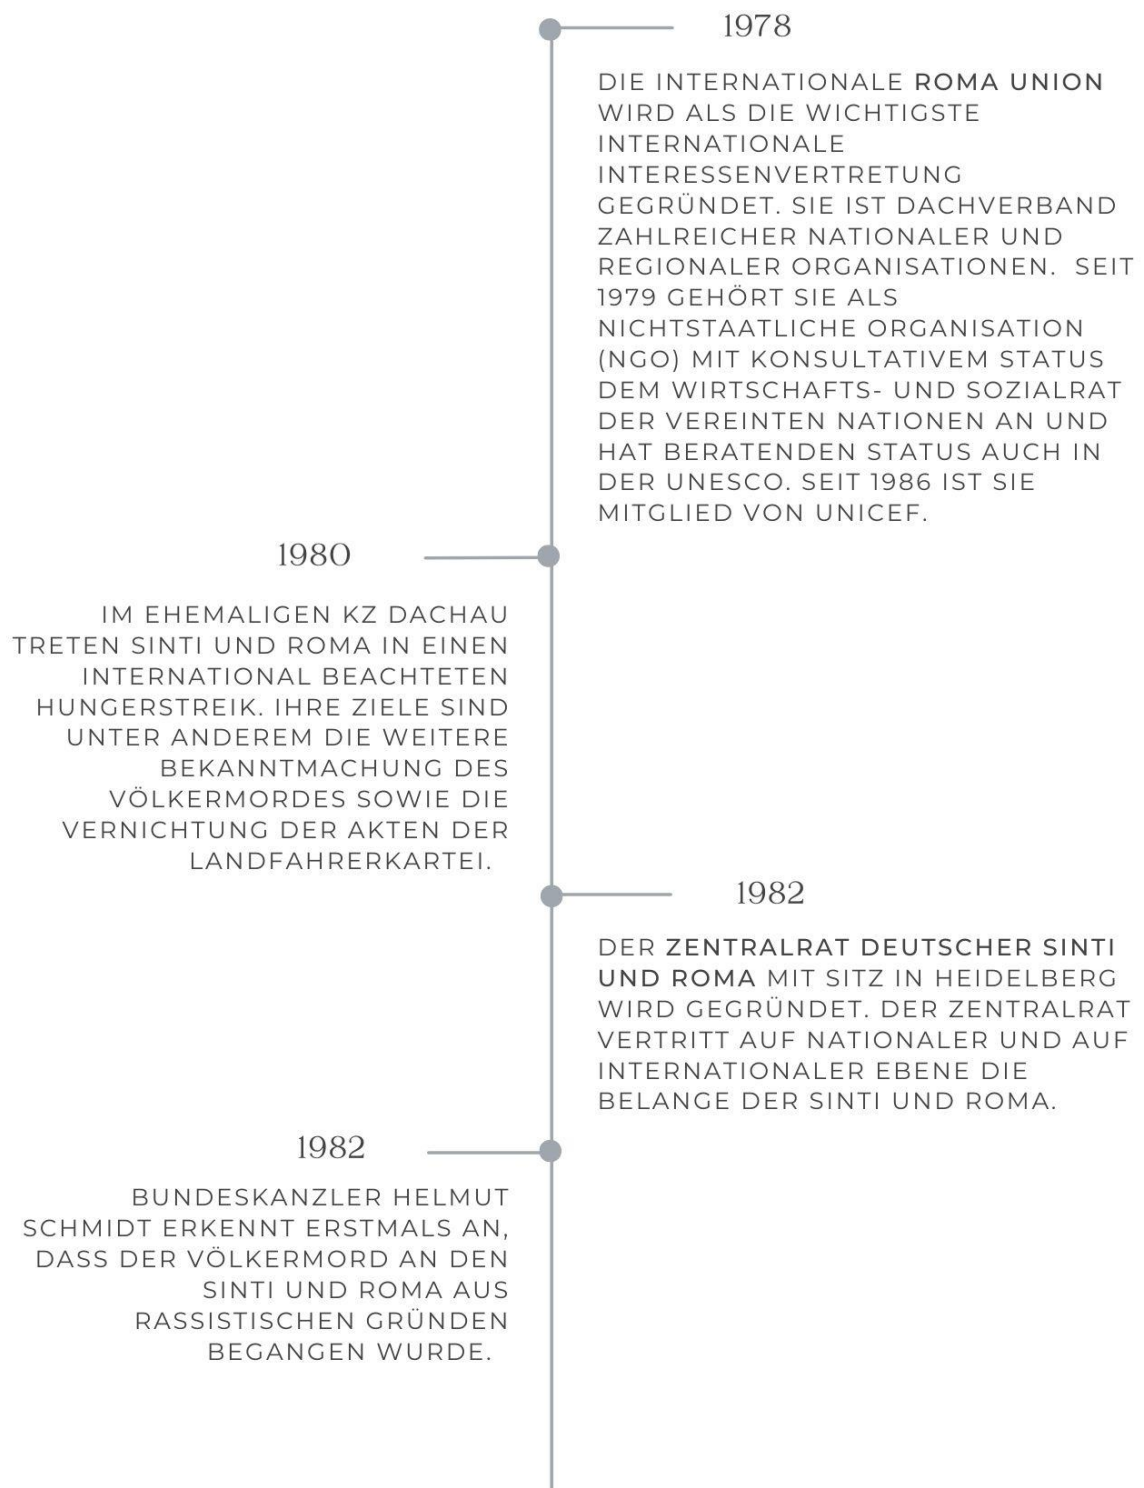 1978
DIE INTERNATIONALE ROMA UNION
WIRD ALS DIE WICHTIGSTE
INTERNATIONALE
INTERESSENVERTRETUNG
GEGRÜNDET. SIE IST DACHVERBAND
ZAHLREICHER NATIONALER UND
REGIONALER ORGANISATIONEN. SEIT
1979 GEHÖRT SIE ALS
NICHTSTAATLICHE ORGANISATION
(NGO) MIT KONSULTATIVEM STATUS
DEM WIRTSCHAFTS- UND SOZIALRAT
DER VEREINTEN NATIONEN AN UND
HAT BERATENDEN STATUS AUCH IN
DER UNESCO. SEIT 1986 IST SIE
MITGLIED VON UNICEF.
1980
IM EHEMALIGEN KZ DACHAU
TRETEN SINTI UND ROMA IN EINEN
INTERNATIONAL BEACHTETEN
HUNGERSTREIK. IHRE ZIELE SIND
UNTER ANDEREM DIE WEITERE
BEKANNTMACHUNG DES
VÖLKERMORDES SOWIE DIE
VERNICHTUNG DER AKTEN DER
LANDFAHRERKARTEI.
1982
DER ZENTRALRAT DEUTSCHER SINTI
UND ROMA MIT SITZ IN HEIDELBERG
WIRD GEGRÜNDET. DER ZENTRALRAT
VERTRITT AUF NATIONALER UND AUF
INTERNATIONALER EBENE DIE
BELANGE DER SINTI UND ROMA.
1982
BUNDESKANZLER HELMUT
SCHMIDT ERKENNT ERSTMALS AN,
DASS DER VÖLKERMORD AN DEN
SINTI UND ROMA AUS
RASSISTISCHEN GRÜNDEN
BEGANGEN WURDE.